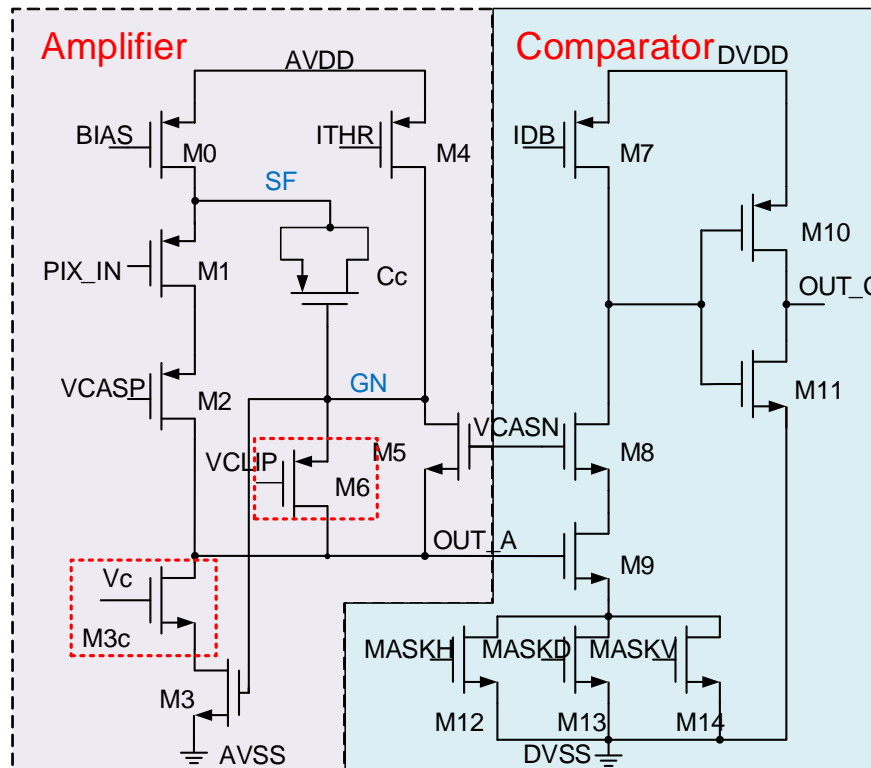 Amplifier
Comparator
AVDD
DVDD
BIAS
M0
ITHR
M4
IDB
M7
SF
M10
PIX_IN
M1
Cc
OUT_
VCASP
M2
GN
M11
VCASN
M5
M8
VCLIP
M6
OUT_A
M9
Vc
M3c
MASKH
MASKD
MASKV
M3
M12
M13
M14
AVSS
DVSS